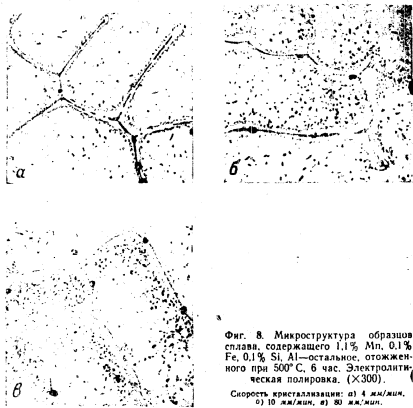 а
б
в
Фиг. 8. Микроструктура образцов
сплава, содержащего 1,1% Mn, 0,1%
Fe, 0,1% Si, Al—остальное, отожжен-
ного при 500° С, 6 час. Электролити-
ческая полировка. (×300).
Скорость кристаллизации: а) 4 мм/мин,
б) 10 мм/мин, в) 80 мм/мин.